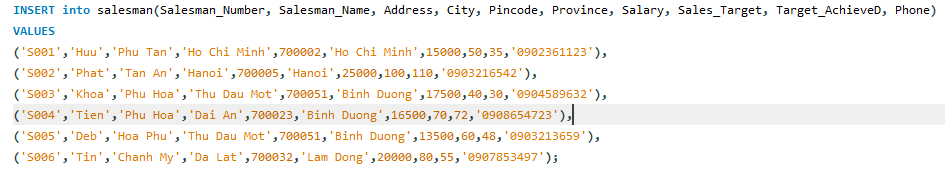 INSERT into salesman(Salesman_Number, Salesman_Name, Address, City, Pincode, Province, Salary, Sales_Target, Target_AchieveD, Phone)
VALUES
('S001','Huu','Phu Tan','Ho Chi Minh',700002,'Ho Chi Minh',15000,50,35,'0902361123'),
('S002','Phat','Tan An','Hanoi',700005,'Hanoi',25000,100,110,'0903216542'),
('S003','Khoa','Phu Hoa','Thu Dau Mot',700051,'Binh Duong',17500,40,30,'0904589632'),
('S004','Tien','Phu Hoa','Dai An',700023,'Binh Duong',16500,70,72,'0908654723'),
('S005','Deb','Hoa Phu','Thu Dau Mot',700051,'Binh Duong',13500,60,48,'0903213659'),
('S006','Tin','Chanh My','Da Lat',700032,'Lam Dong',20000,80,55,'0907853497');